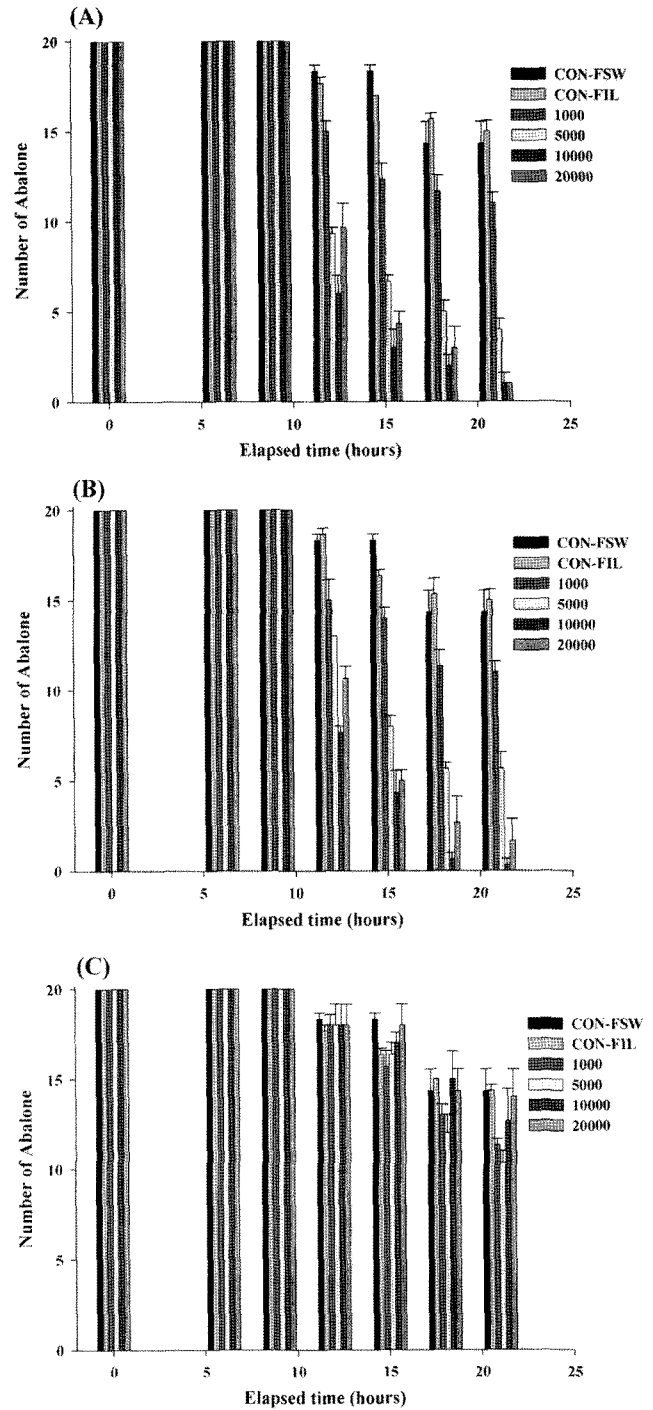 (A)
20
15
10
5
0
Number of Abalone
CON-FSW
CON-FIL
1000
5000
10000
20000
0 5 10 15 20 25
Elapsed time (hours)
(B)
20
15
10
5
0
Number of Abalone
CON-FSW
CON-FIL
1000
5000
10000
20000
0 5 10 15 20 25
Elapsed time (hours)
(C)
20
15
10
5
0
Number of Abalone
CON-FSW
CON-FIL
1000
5000
10000
20000
0 5 10 15 20 25
Elapsed time (hours)